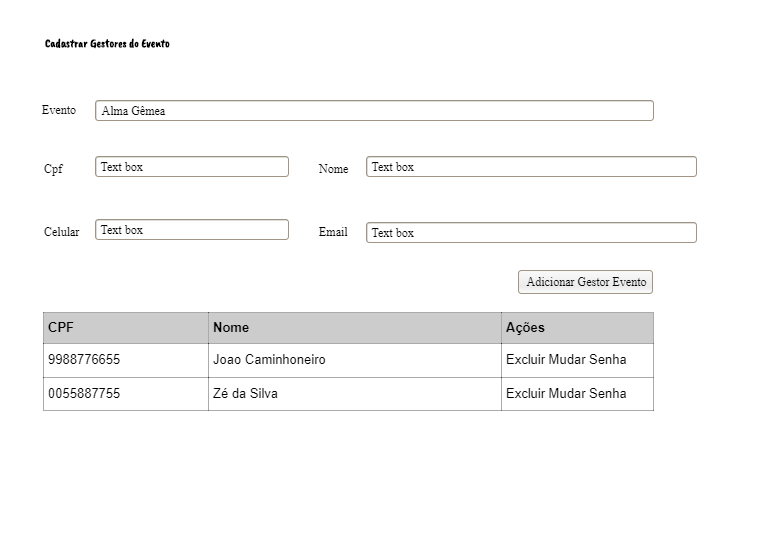 Cadastrar Gestores do Evento
Evento Alma Gêmea
Cpf Text box Nome Text box
Celular Text box Email Text box
Adicionar Gestor Evento
CPF Nome Ações
9988776655 Joao Caminhoneiro Excluir Mudar Senha
0055887755 Zé da Silva Excluir Mudar Senha